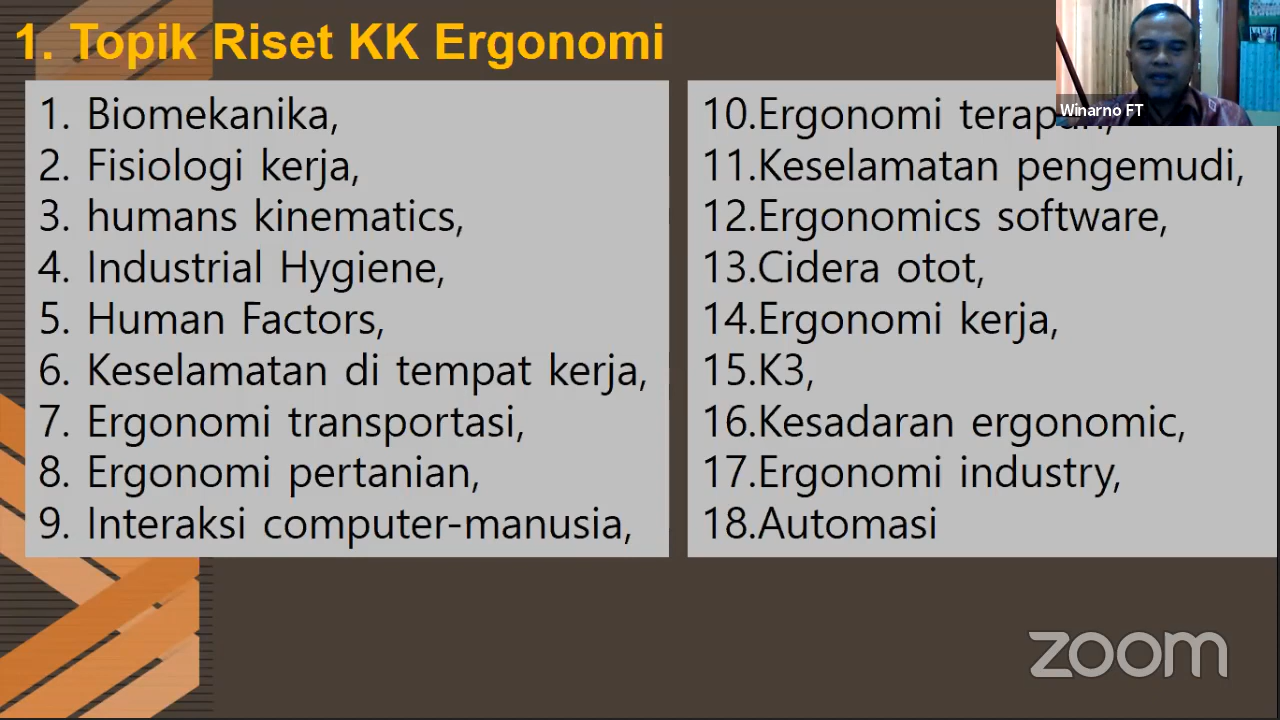 1. Topik Riset KK Ergonomi
1. Biomekanika,
2. Fisiologi kerja,
3. humans kinematics,
4. Industrial Hygiene,
5. Human Factors,
6. Keselamatan di tempat kerja,
7. Ergonomi transportasi,
8. Ergonomi pertanian,
9. Interaksi computer-manusia,
Winarno FT
10.Ergonomi terapan,
11.Keselamatan pengemudi,
12.Ergonomics software,
13.Cidera otot,
14.Ergonomi kerja,
15.K3,
16.Kesadaran ergonomic,
17.Ergonomi industry,
18.Automasi
zoom